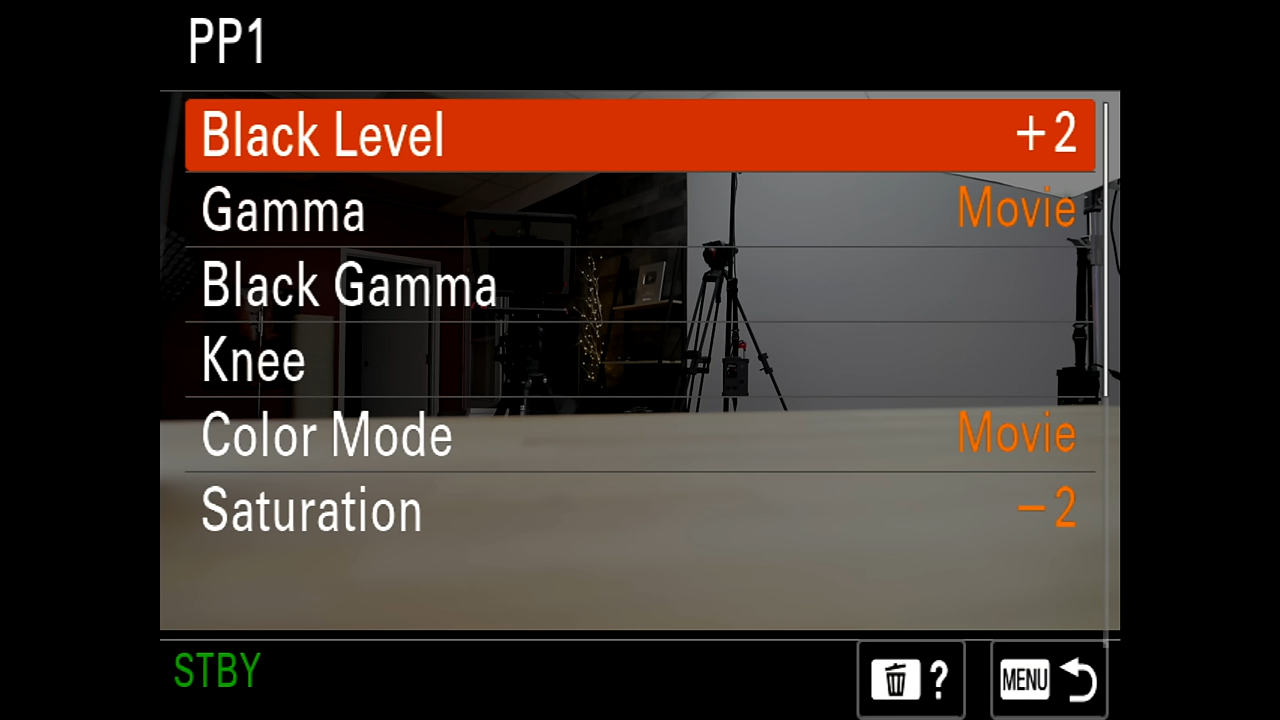 PP1
Black Level +2
Gamma Movie
Black Gamma
Knee
Color Mode Movie
Saturation −2
STBY ? MENU